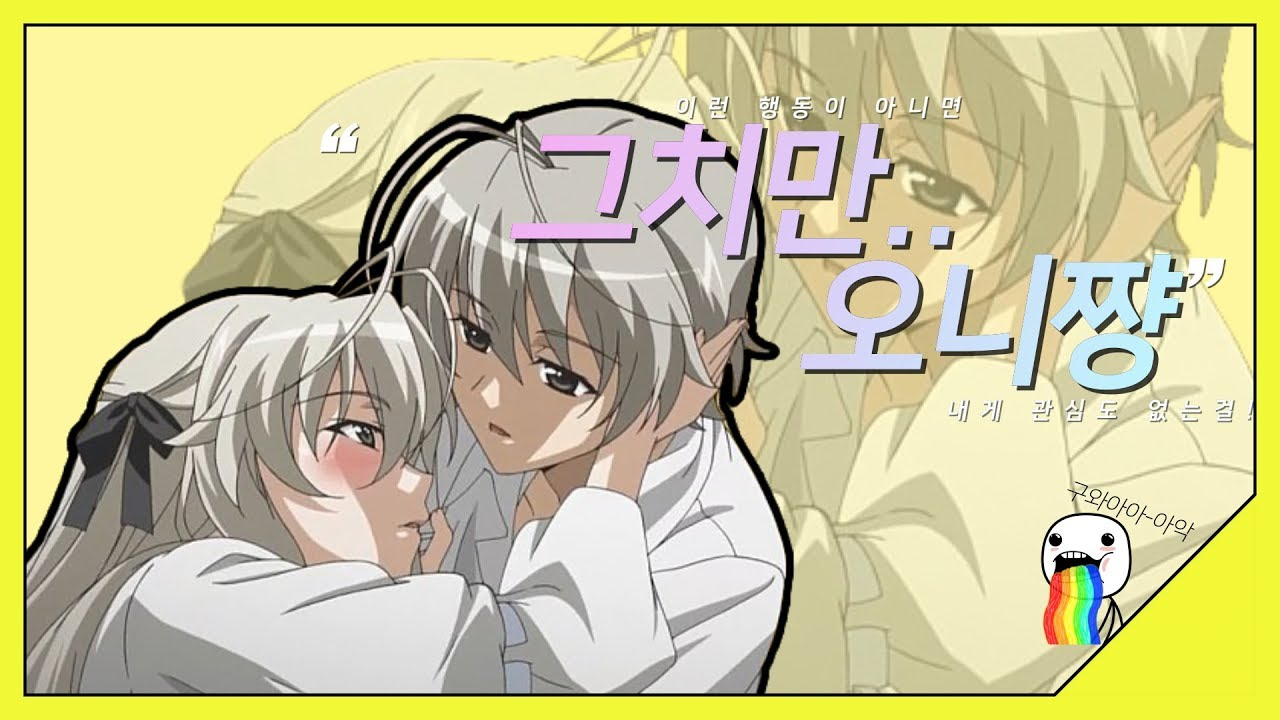 이런 행동이 아니면
“그치만..
오니쨩”
내게 관심도 없는걸!
구와아아-아악